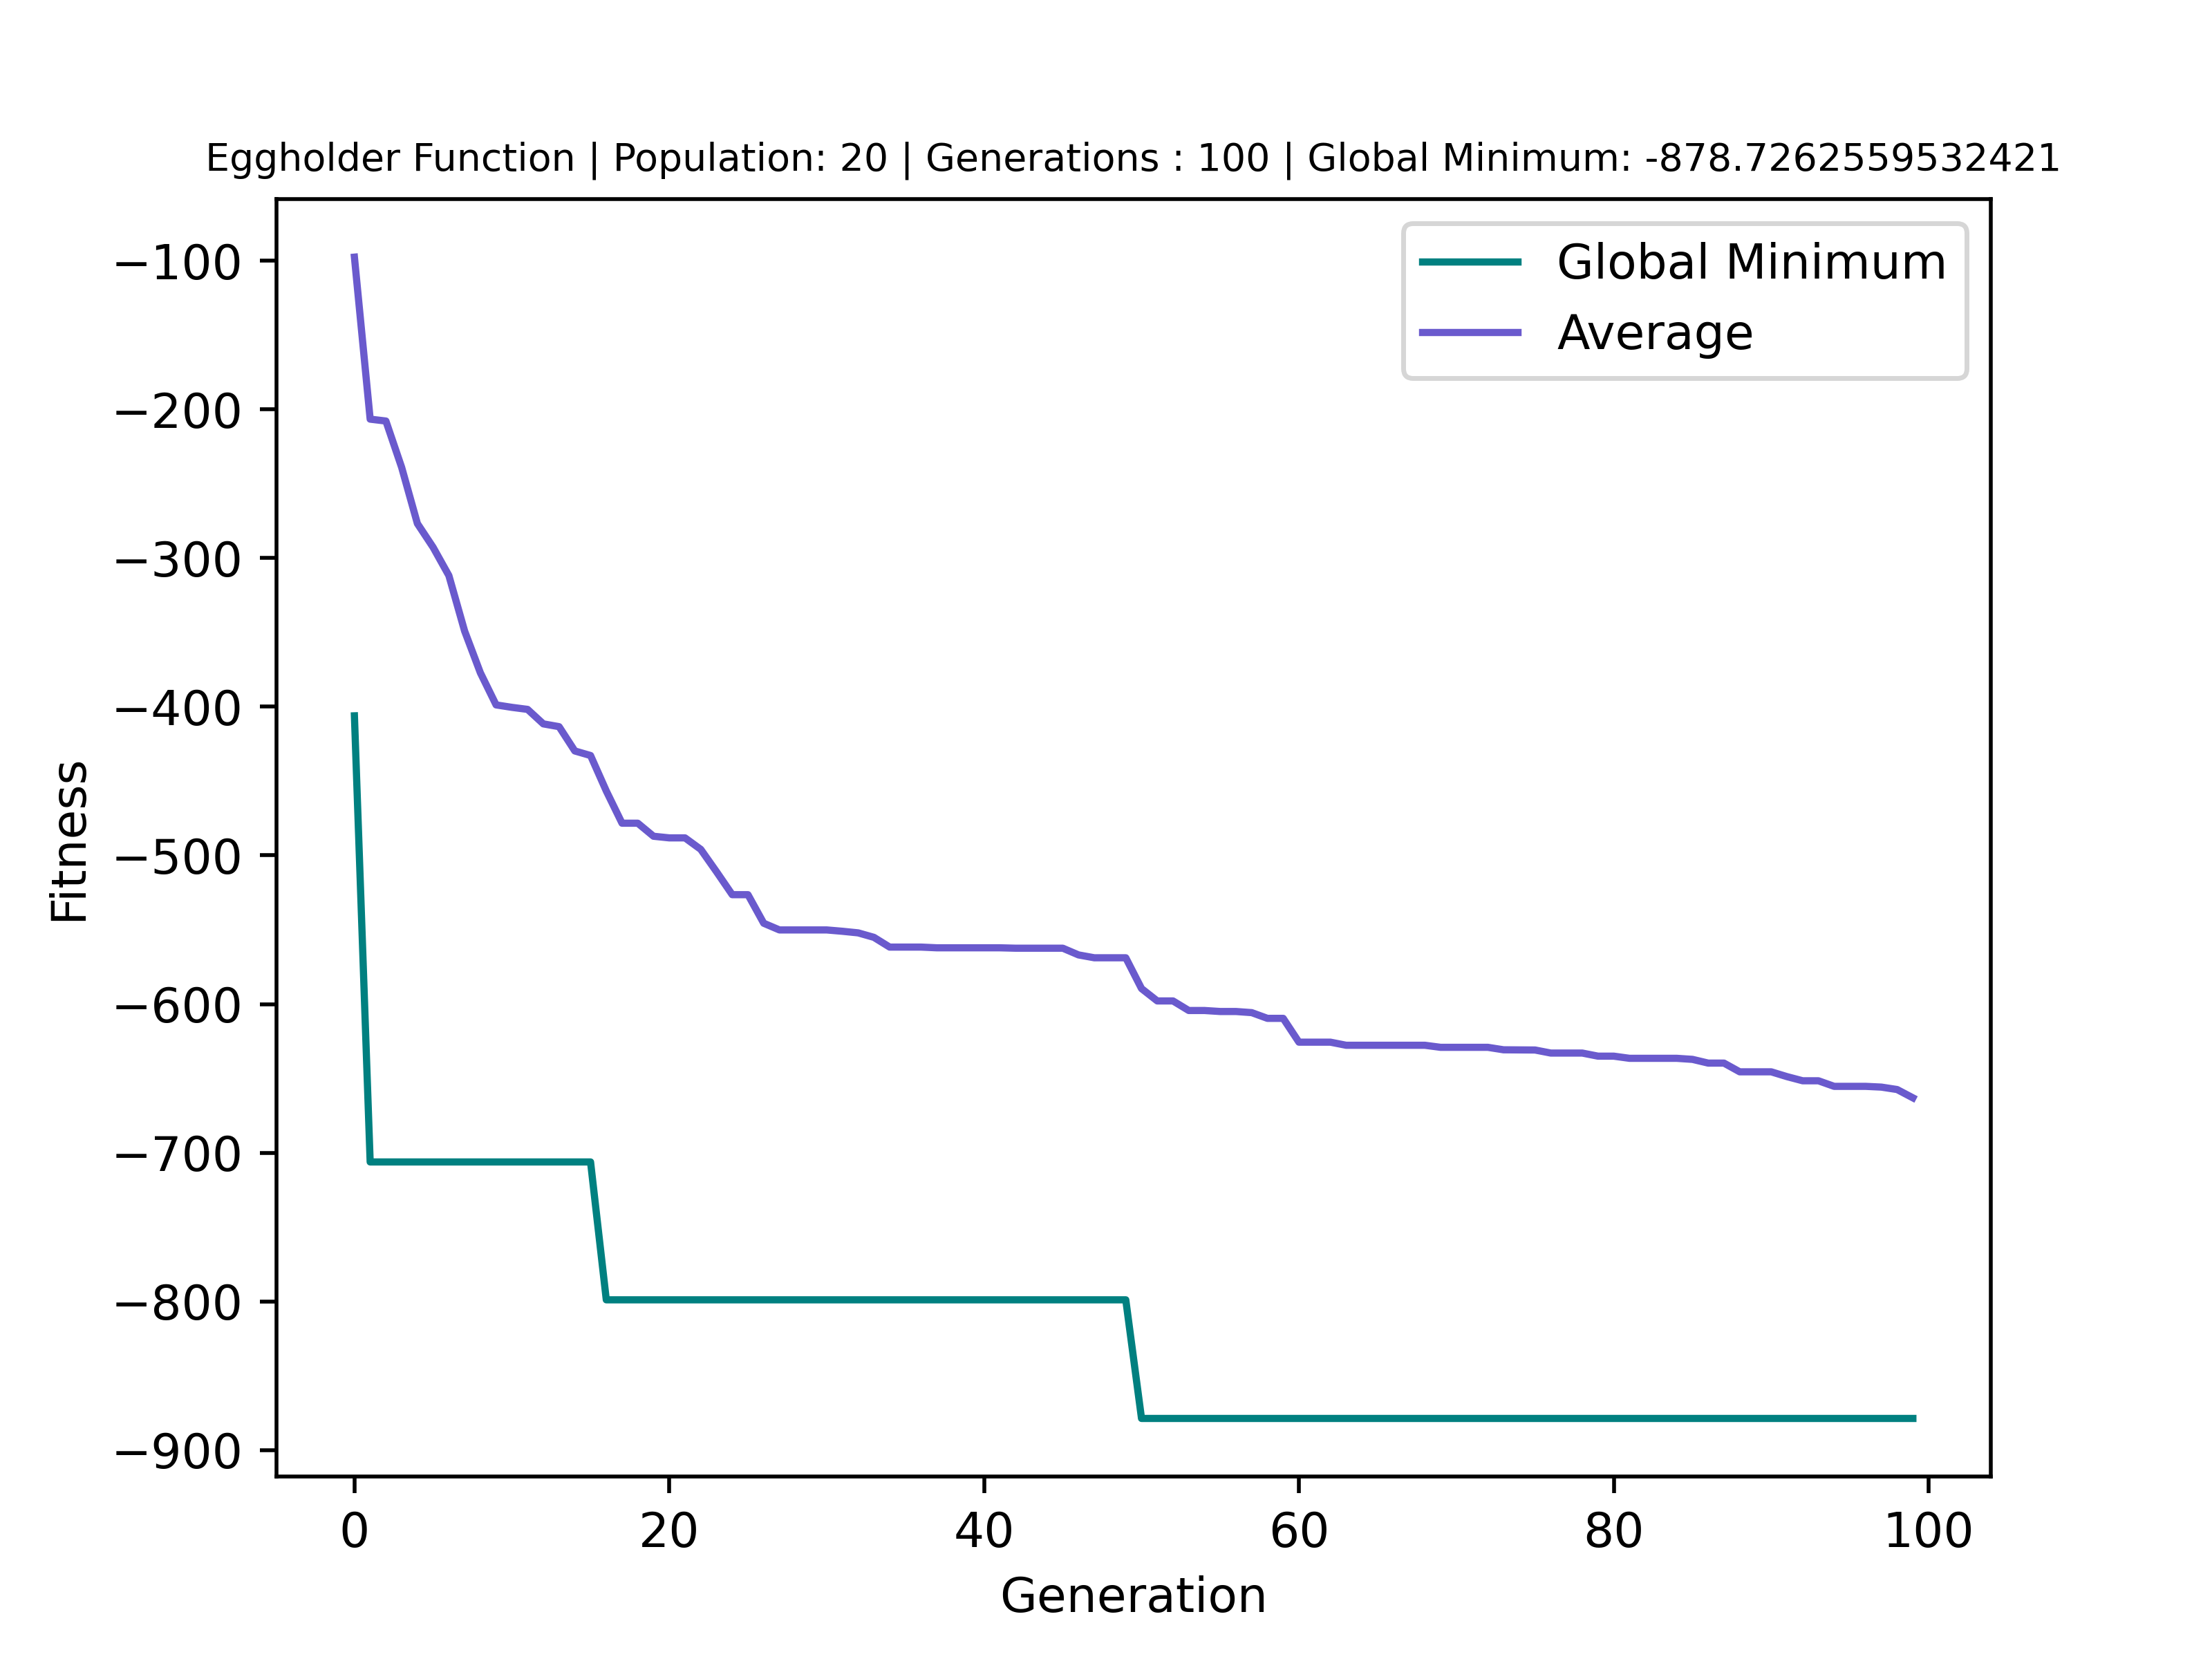 Eggholder Function | Population: 20 | Generations : 100 | Global Minimum: -878.7262559532421
Global Minimum
Average
−100
−200
−300
−400
−500
−600
−700
−800
−900
Fitness
0 20 40 60 80 100
Generation